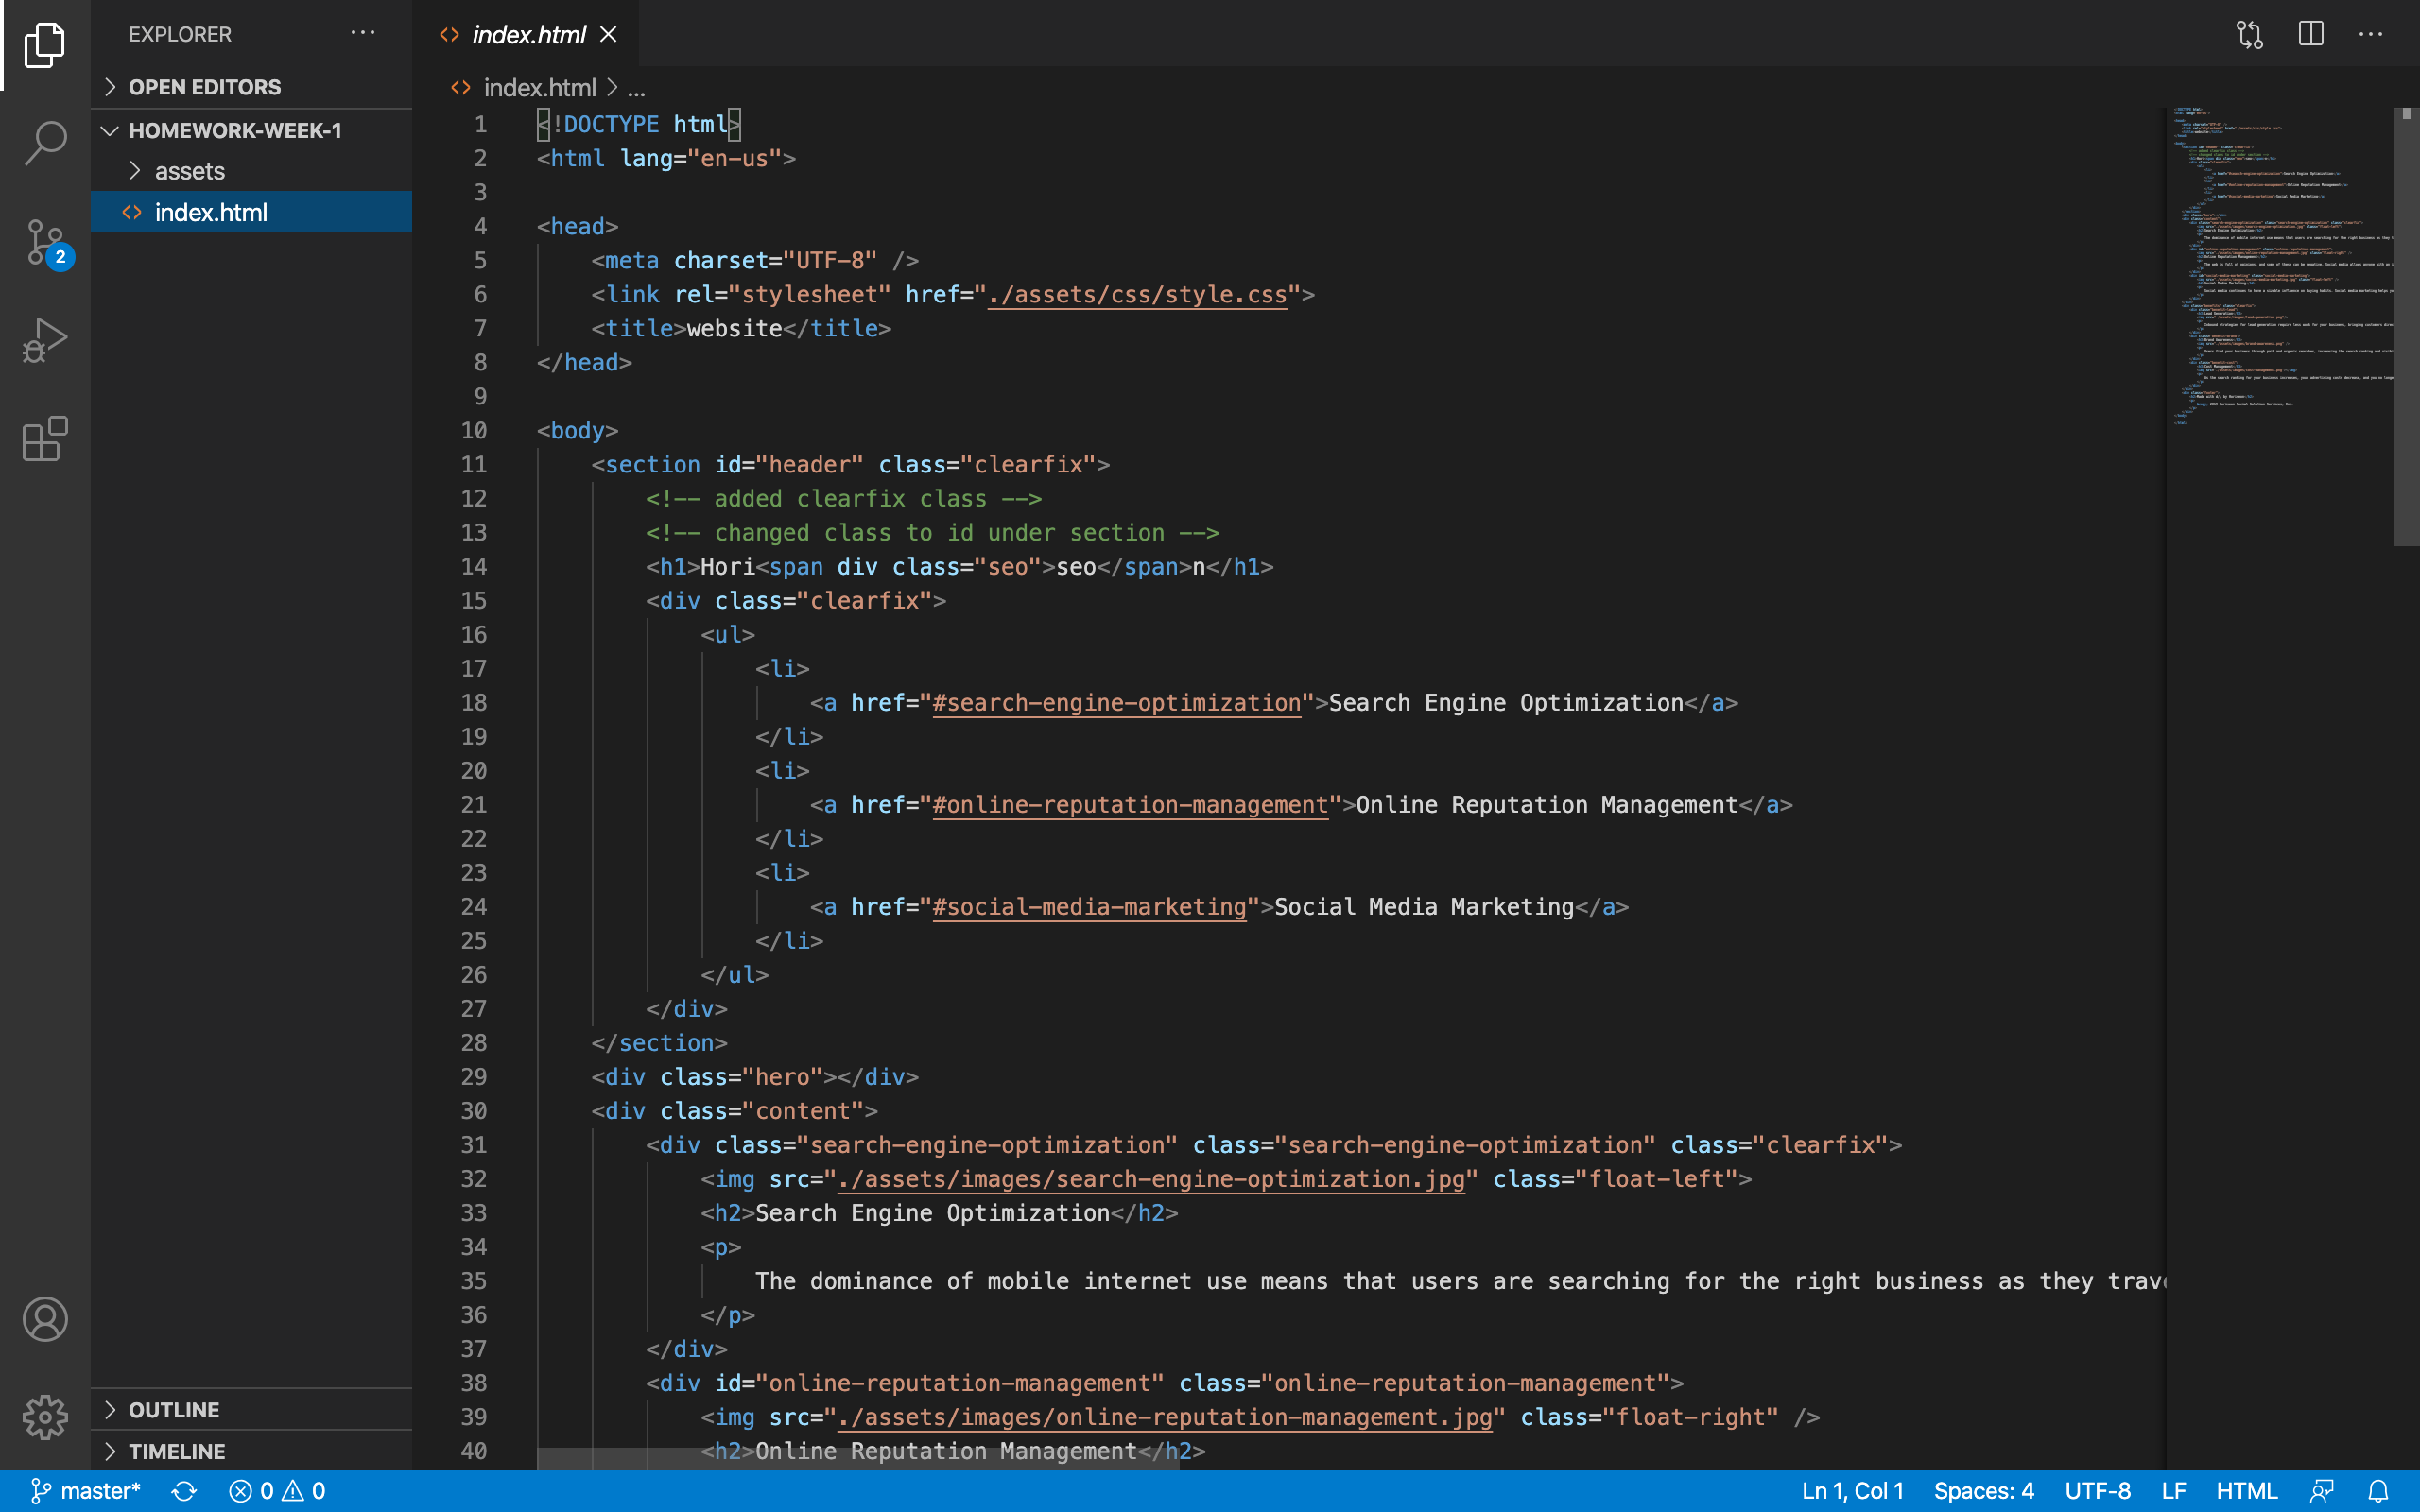 EXPLORER
OPEN EDITORS
HOMEWORK-WEEK-1
assets
index.html
OUTLINE
TIMELINE
2
index.html
index.html > ...
1 <!DOCTYPE html>
2 <html lang="en-us">
3
4 <head>
5 <meta charset="UTF-8" />
6 <link rel="stylesheet" href="./assets/css/style.css">
7 <title>website</title>
8 </head>
9
10 <body>
11 <section id="header" class="clearfix">
12 <!-- added clearfix class -->
13 <!-- changed class to id under section -->
14 <h1>Hori<span div class="seo">seo</span>n</h1>
15 <div class="clearfix">
16 <ul>
17 <li>
18 <a href="#search-engine-optimization">Search Engine Optimization</a>
19 </li>
20 <li>
21 <a href="#online-reputation-management">Online Reputation Management</a>
22 </li>
23 <li>
24 <a href="#social-media-marketing">Social Media Marketing</a>
25 </li>
26 </ul>
27 </div>
28 </section>
29 <div class="hero"></div>
30 <div class="content">
31 <div class="search-engine-optimization" class="search-engine-optimization" class="clearfix">
32 <img src="./assets/images/search-engine-optimization.jpg" class="float-left">
33 <h2>Search Engine Optimization</h2>
34 <p>
35 The dominance of mobile internet use means that users are searching for the right business as they trav
36 </p>
37 </div>
38 <div id="online-reputation-management" class="online-reputation-management">
39 <img src="./assets/images/online-reputation-management.jpg" class="float-right" />
40 <h2>Online Reputation Management</h2>
master* 0 0 Ln 1, Col 1 Spaces: 4 UTF-8 LF HTML